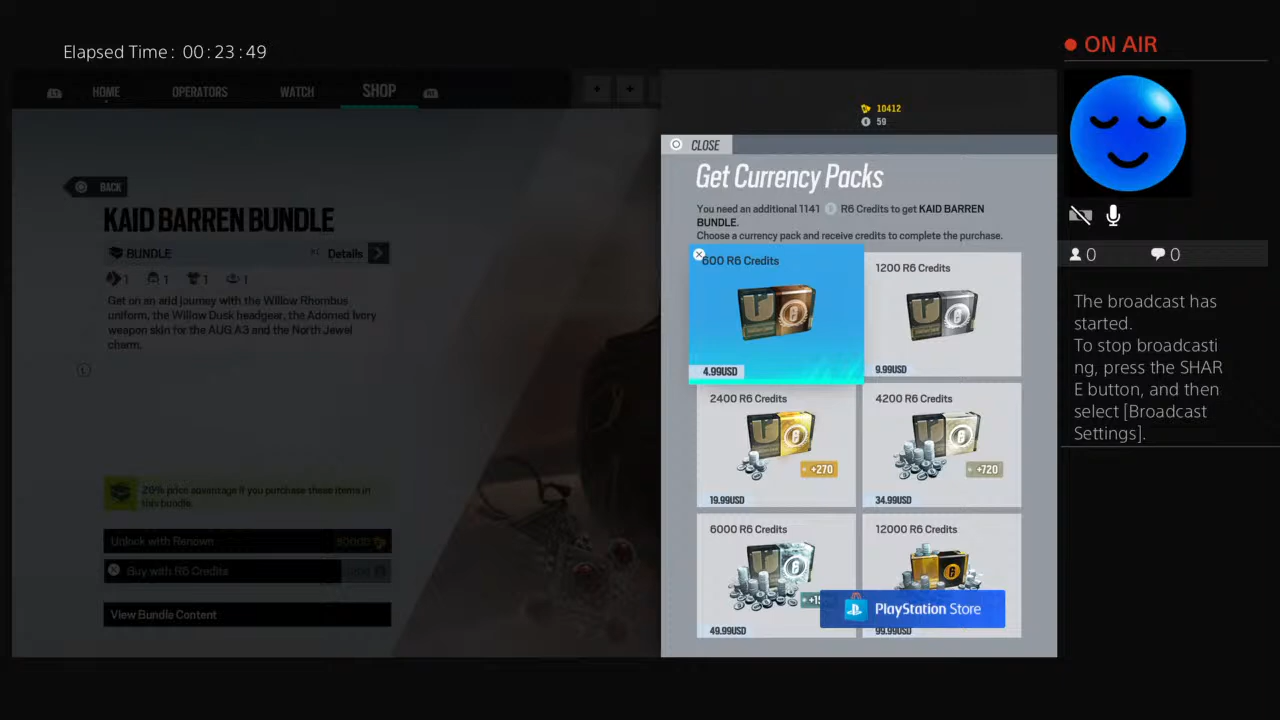 Elapsed Time: 00:23:49
ON AIR
HOME
OPERATORS
WATCH
SHOP
10412
59
BACK
KAID BARREN BUNDLE
BUNDLE
Details
1 1 1 1
Get on an arid journey with the Willow Rhombus
uniform, the Willow Dusk headgear, the Adorned Ivory
weapon skin for the AUG A3 and the North Jewel
charm.
L
price advantage if you purchase these items in
this bundle.
Unlock with Renown
Buy with R6 Credits
View Bundle Content
CLOSE
Get Currency Packs
You need an additional 1141 R6 Credits to get KAID BARREN
BUNDLE.
Choose a currency pack and receive credits to complete the purchase.
600 R6 Credits
4.99USD
1200 R6 Credits
9.99USD
2400 R6 Credits
+270
19.99USD
4200 R6 Credits
+720
34.99USD
6000 R6 Credits
49.99USD
12000 R6 Credits
99.99USD
PlayStation Store
0 0
The broadcast has
started.
To stop broadcasti
ng, press the SHAR
E button, and then
select [Broadcast
Settings].